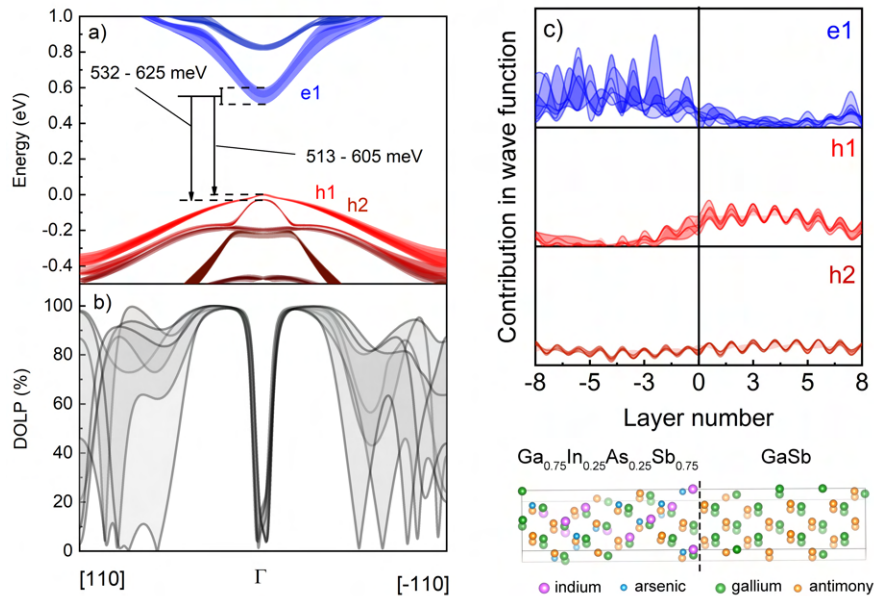 a)
1.0
0.8
0.6
0.4
0.2
0.0
-0.2
-0.4
Energy (eV)
532 - 625 meV
e1
513 - 605 meV
h1
h2
b)
100
80
60
40
20
0
DOLP (%)
[110]
Γ
[-110]
c)
e1
h1
h2
Contribution in wave function
-8
-5
-3
0
3
5
8
Layer number
Ga0.75In0.25As0.25Sb0.75
GaSb
indium
arsenic
gallium
antimony